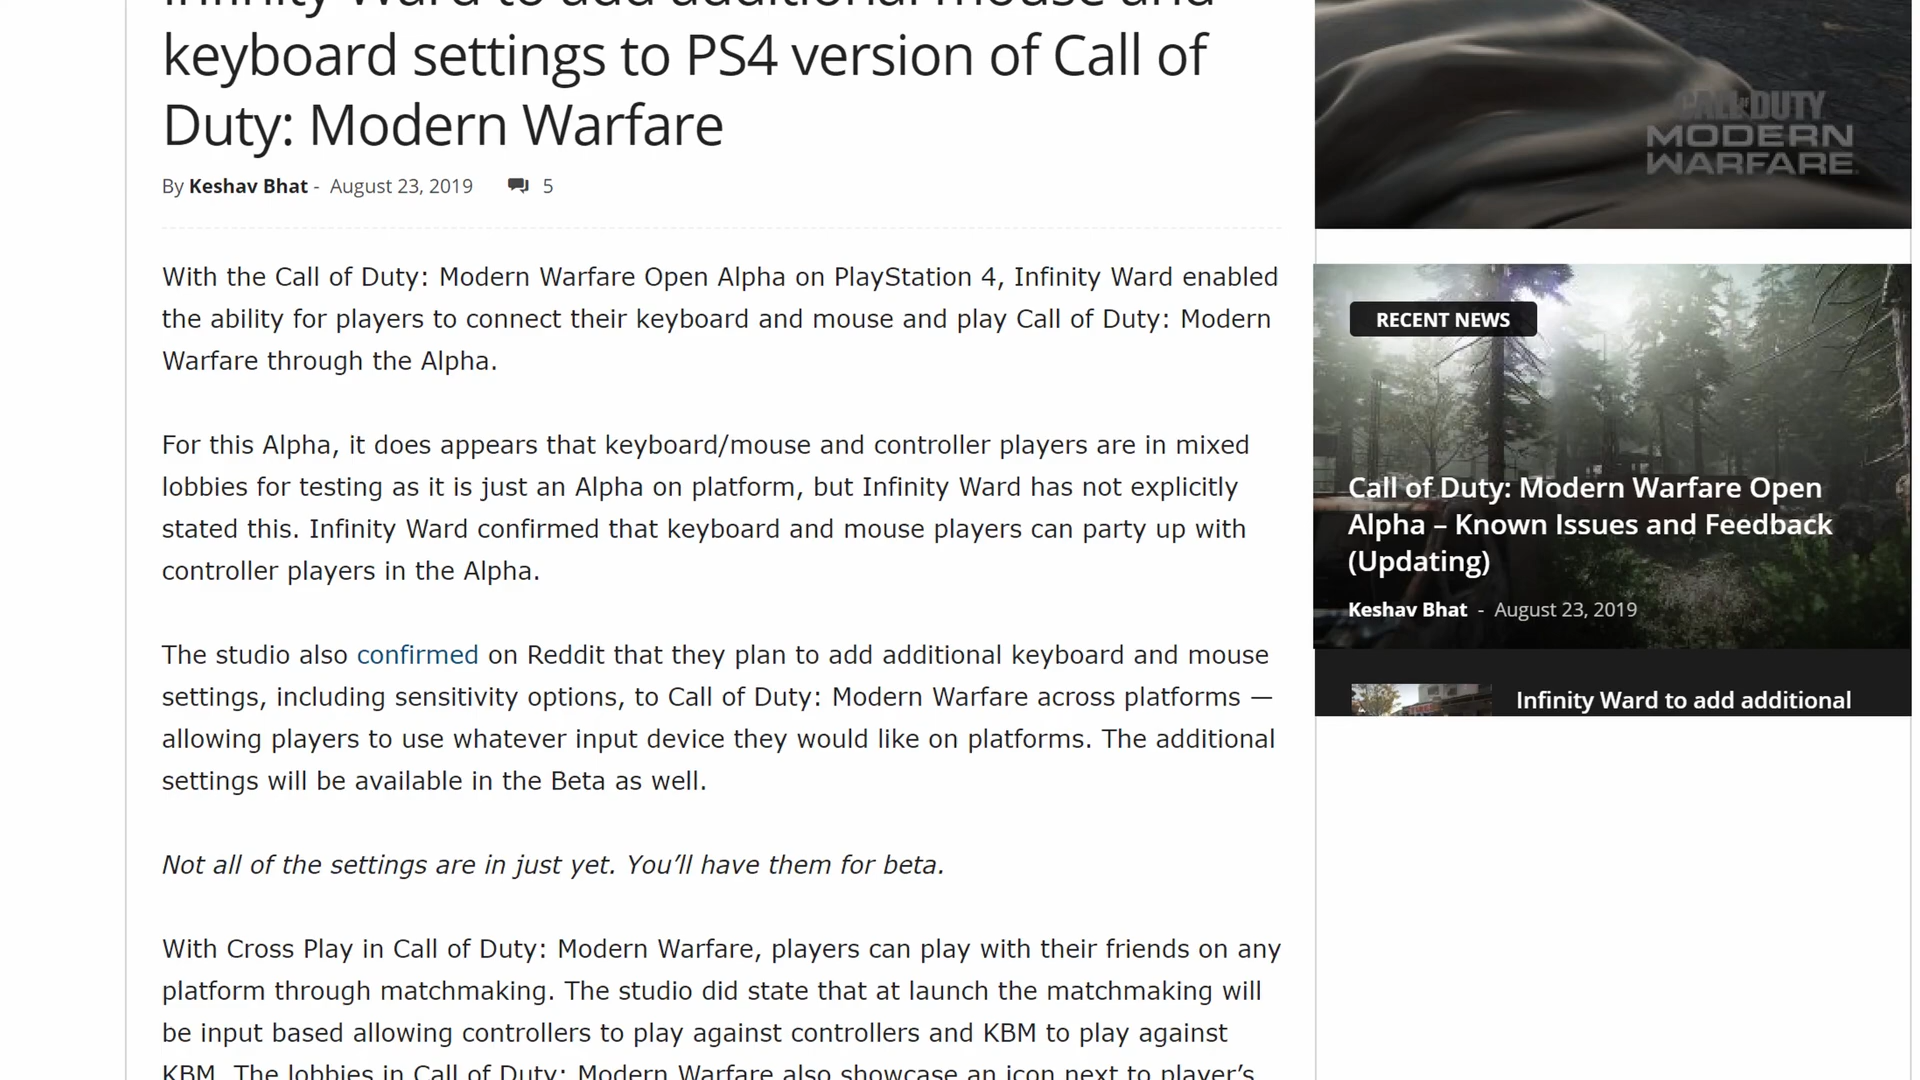 Infinity Ward to add additional mouse and
keyboard settings to PS4 version of Call of
Duty: Modern Warfare
By Keshav Bhat - August 23, 2019 5
With the Call of Duty: Modern Warfare Open Alpha on PlayStation 4, Infinity Ward enabled
the ability for players to connect their keyboard and mouse and play Call of Duty: Modern
Warfare through the Alpha.
For this Alpha, it does appears that keyboard/mouse and controller players are in mixed
lobbies for testing as it is just an Alpha on platform, but Infinity Ward has not explicitly
stated this. Infinity Ward confirmed that keyboard and mouse players can party up with
controller players in the Alpha.
The studio also confirmed on Reddit that they plan to add additional keyboard and mouse
settings, including sensitivity options, to Call of Duty: Modern Warfare across platforms —
allowing players to use whatever input device they would like on platforms. The additional
settings will be available in the Beta as well.
Not all of the settings are in just yet. You’ll have them for beta.
With Cross Play in Call of Duty: Modern Warfare, players can play with their friends on any
platform through matchmaking. The studio did state that at launch the matchmaking will
be input based allowing controllers to play against controllers and KBM to play against
KBM. The lobbies in Call of Duty: Modern Warfare also showcase an icon next to player’s
CALL OF DUTY
MODERN
WARFARE
RECENT NEWS
Call of Duty: Modern Warfare Open
Alpha – Known Issues and Feedback
(Updating)
Keshav Bhat - August 23, 2019
Infinity Ward to add additional